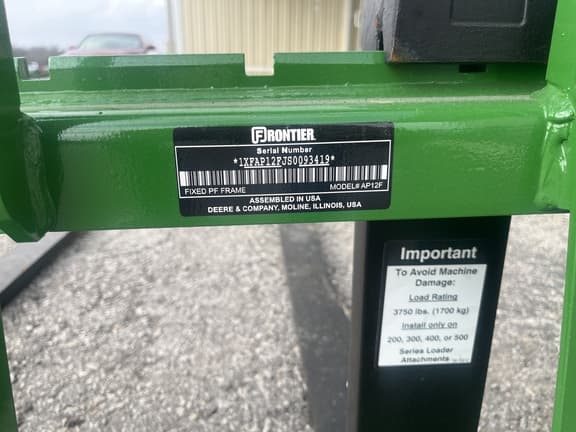 FRONTIER
Serial Number
*1XFAP12FJS0093419*
FIXED PF FRAME MODEL# AP12F
ASSEMBLED IN USA
DEERE & COMPANY, MOLINE, ILLINOIS, USA
Important
To Avoid Machine
Damage:
Load Rating
3750 lbs. (1700 kg)
Install only on
200, 300, 400, or 500
Series Loader
Attachments